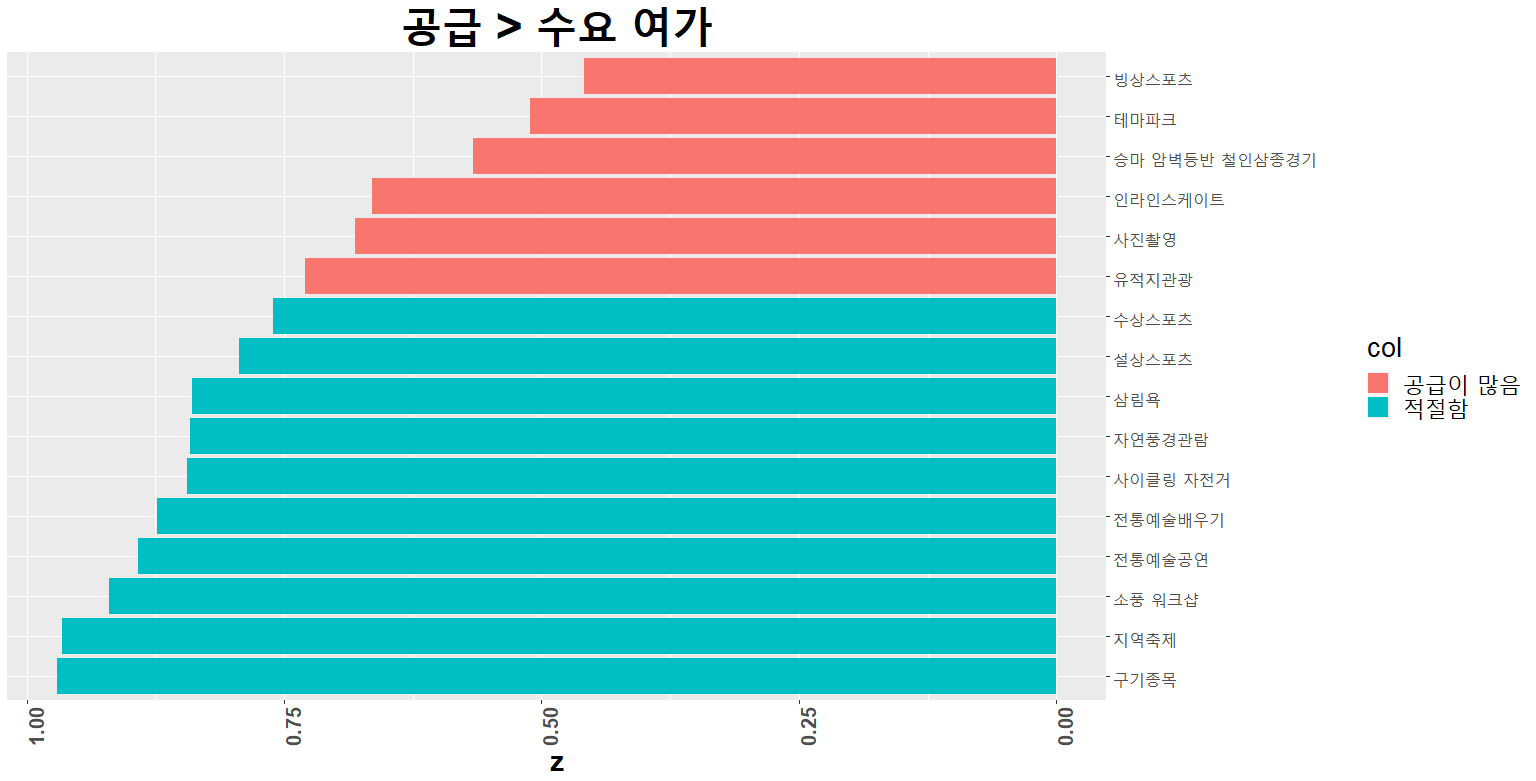 공급 > 수요 여가
빙상스포츠
테마파크
승마 암벽등반 철인삼종경기
인라인스케이트
사진촬영
유적지관광
수상스포츠
설상스포츠
삼림욕
자연풍경관람
사이클링 자전거
전통예술배우기
전통예술공연
소풍 워크샵
지역축제
구기종목
col
공급이 많음
적절함
1.00
0.75
0.50
0.25
0.00
z